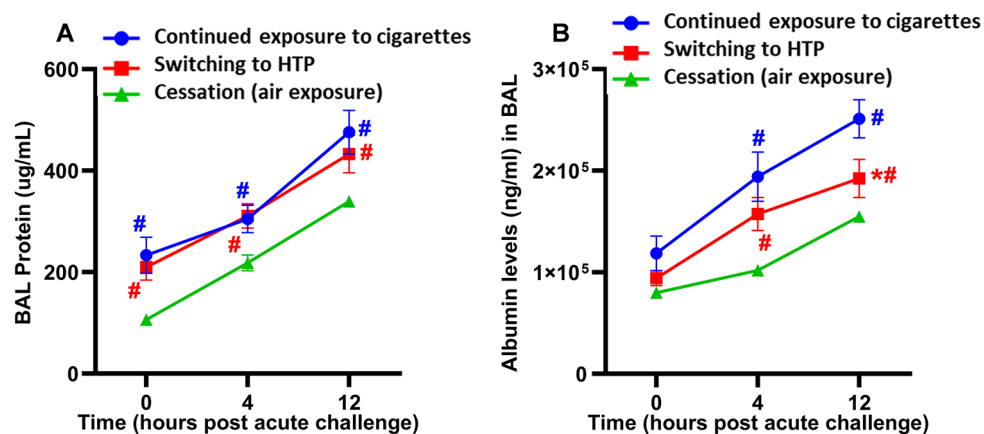 A
Continued exposure to cigarettes
Switching to HTP
Cessation (air exposure)
600
400
200
0
BAL Protein (ug/mL)
#
#
#
#
#
#
0
4
12
Time (hours post acute challenge)
B
Continued exposure to cigarettes
Switching to HTP
Cessation (air exposure)
3×10⁵
2×10⁵
1×10⁵
0
Albumin levels (ng/ml) in BAL
#
#
*#
#
0
4
12
Time (hours post acute challenge)